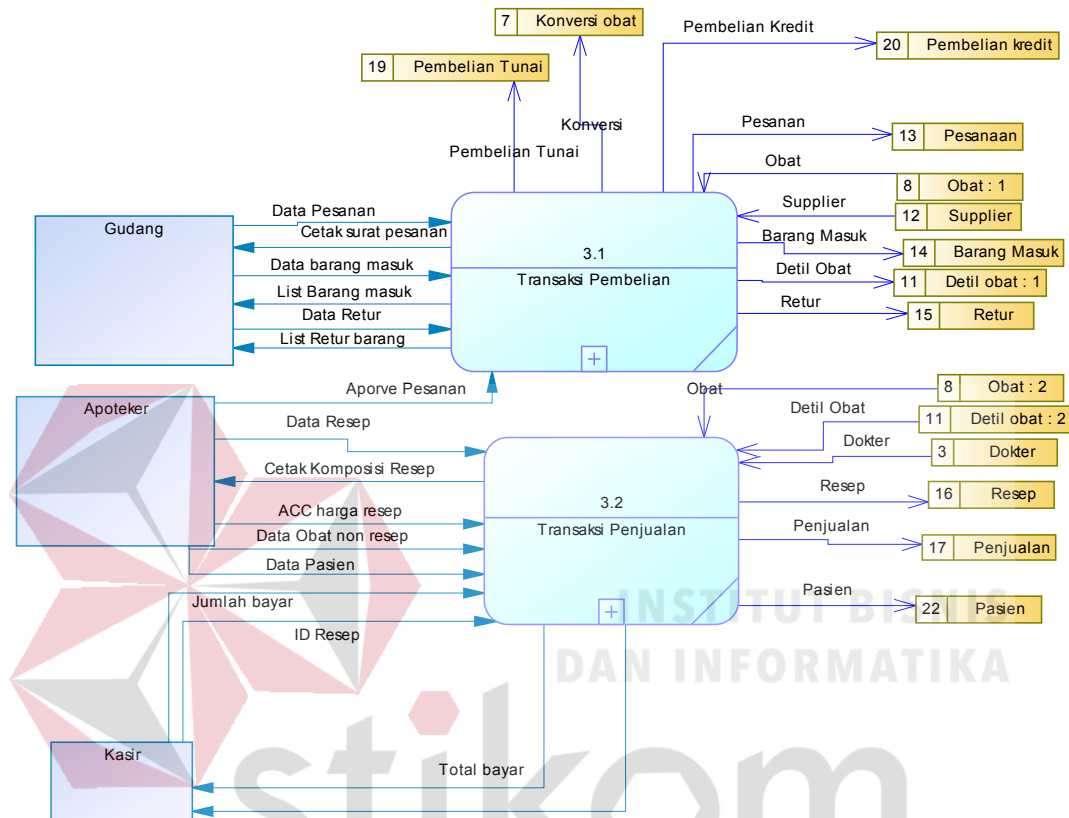 7 Konversi obat
Pembelian Kredit
20 Pembelian kredit
19 Pembelian Tunai
Konversi
Pembelian Tunai
Pesanan
13 Pesanaan
Obat
8 Obat : 1
Supplier
12 Supplier
Barang Masuk
14 Barang Masuk
Detil Obat
11 Detil obat : 1
Retur
15 Retur
Gudang
Data Pesanan
Cetak surat pesanan
Data barang masuk
List Barang masuk
Data Retur
List Retur barang
3.1
Transaksi Pembelian
Aporve Pesanan
Apoteker
Data Resep
Cetak Komposisi Resep
ACC harga resep
Data Obat non resep
Data Pasien
Jumlah bayar
ID Resep
Obat
8 Obat : 2
Detil Obat
11 Detil obat : 2
Dokter
3 Dokter
3.2
Transaksi Penjualan
Resep
16 Resep
Penjualan
17 Penjualan
Pasien
22 Pasien
INSTITUT BISNIS
DAN INFORMATIKA
stikom
Kasir
Total bayar